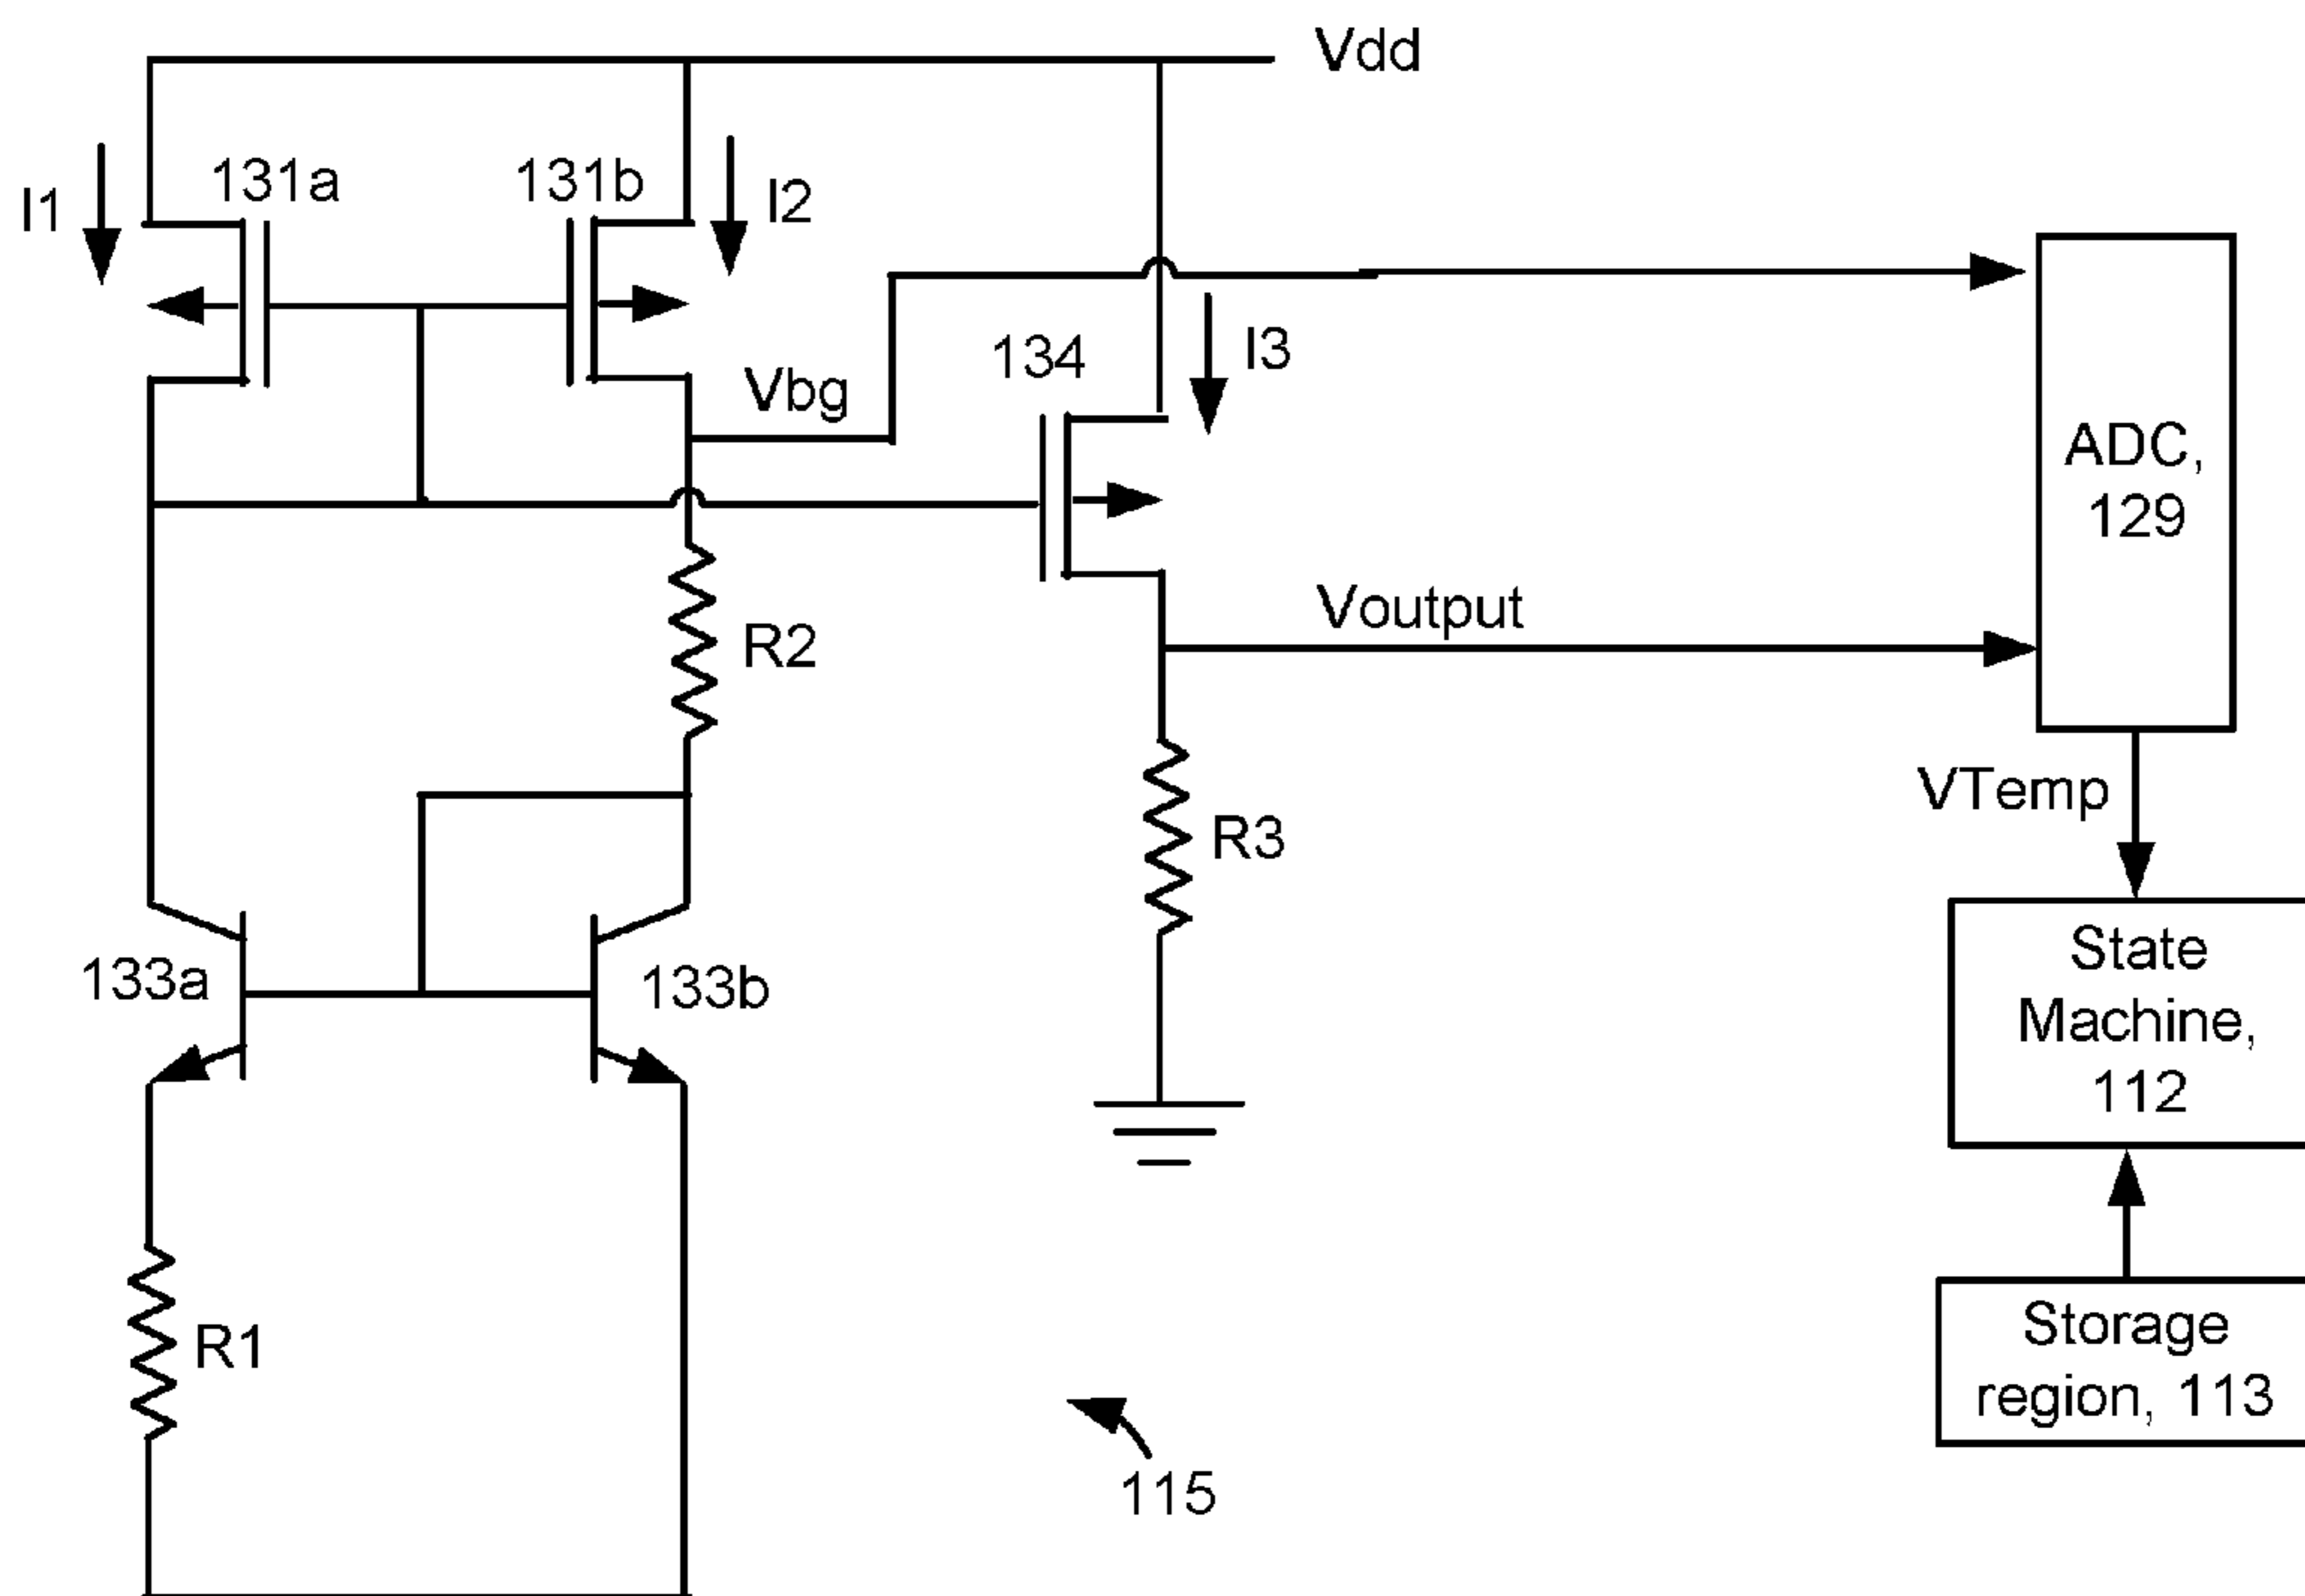 Vdd
I1
131a
131b
I2
134
I3
Vbg
ADC,
129
Voutput
R2
VTemp
R3
State
Machine,
112
133a
133b
Storage
region, 113
R1
115